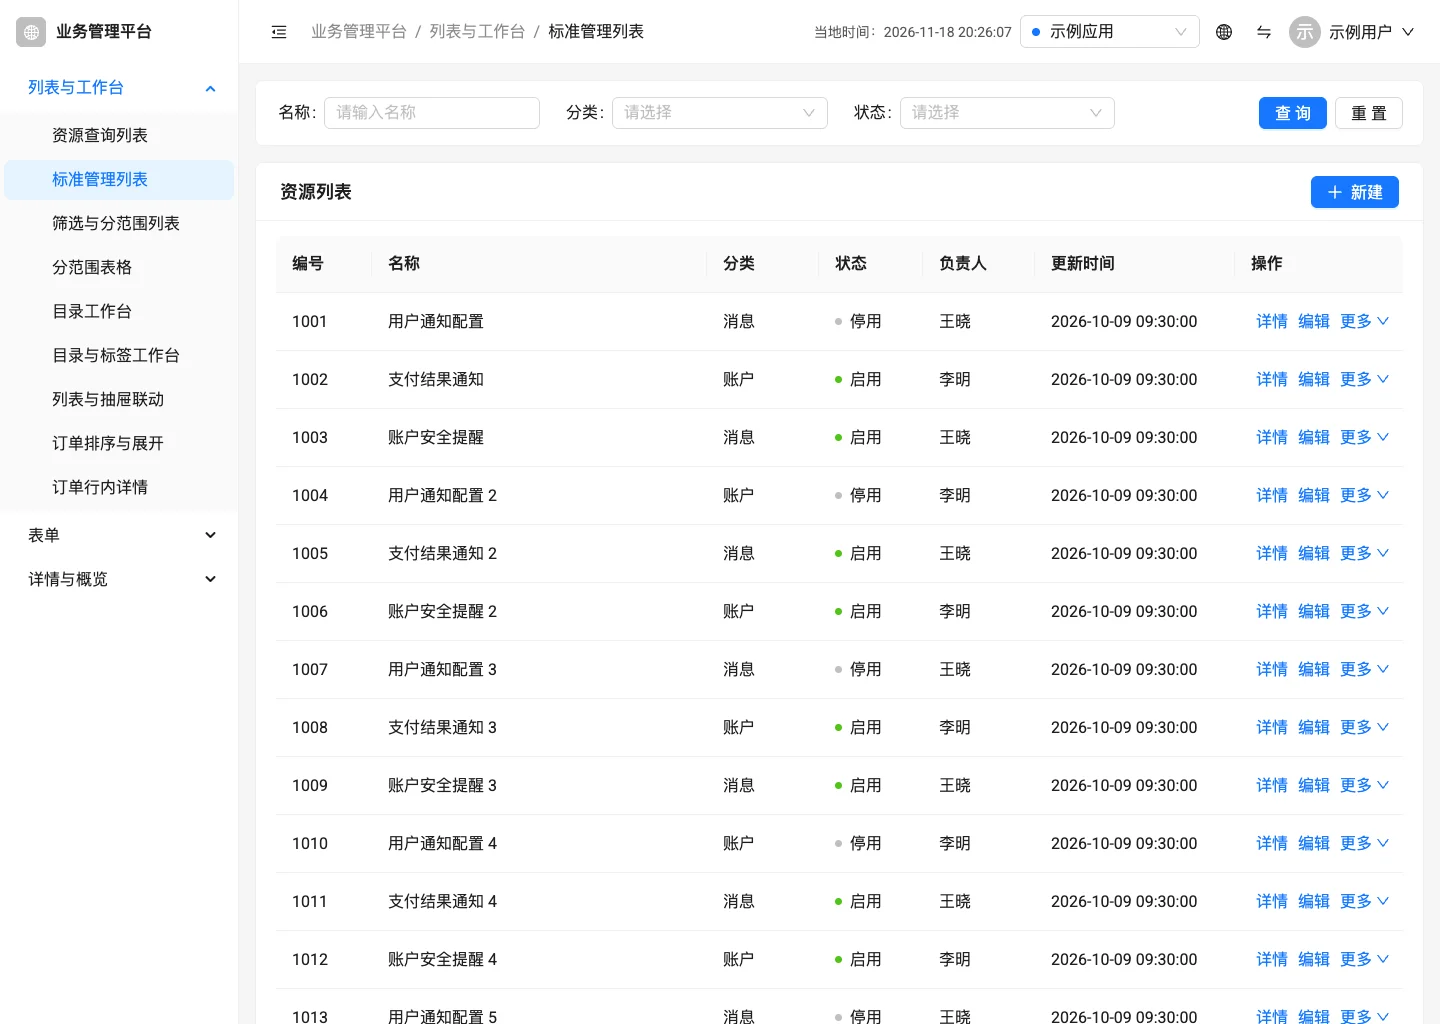 业务管理平台
列表与工作台
资源查询列表
标准管理列表
筛选与分范围列表
分范围表格
目录工作台
目录与标签工作台
列表与抽屉联动
订单排序与展开
订单行内详情
表单
详情与概览
业务管理平台 / 列表与工作台 / 标准管理列表
当地时间：2026-11-18 20:26:07 示例应用 示 示例用户
名称： 请输入名称 分类： 请选择 状态： 请选择 查 询 重 置
资源列表 新建
编号 名称 分类 状态 负责人 更新时间 操作
1001 用户通知配置 消息 停用 王晓 2026-10-09 09:30:00 详情 编辑 更多
1002 支付结果通知 账户 启用 李明 2026-10-09 09:30:00 详情 编辑 更多
1003 账户安全提醒 消息 启用 王晓 2026-10-09 09:30:00 详情 编辑 更多
1004 用户通知配置 2 账户 停用 李明 2026-10-09 09:30:00 详情 编辑 更多
1005 支付结果通知 2 消息 启用 王晓 2026-10-09 09:30:00 详情 编辑 更多
1006 账户安全提醒 2 账户 启用 李明 2026-10-09 09:30:00 详情 编辑 更多
1007 用户通知配置 3 消息 停用 王晓 2026-10-09 09:30:00 详情 编辑 更多
1008 支付结果通知 3 账户 启用 李明 2026-10-09 09:30:00 详情 编辑 更多
1009 账户安全提醒 3 消息 启用 王晓 2026-10-09 09:30:00 详情 编辑 更多
1010 用户通知配置 4 账户 停用 李明 2026-10-09 09:30:00 详情 编辑 更多
1011 支付结果通知 4 消息 启用 王晓 2026-10-09 09:30:00 详情 编辑 更多
1012 账户安全提醒 4 账户 启用 李明 2026-10-09 09:30:00 详情 编辑 更多
1013 用户通知配置 5 消息 停用 王晓 2026-10-09 09:30:00 详情 编辑 更多